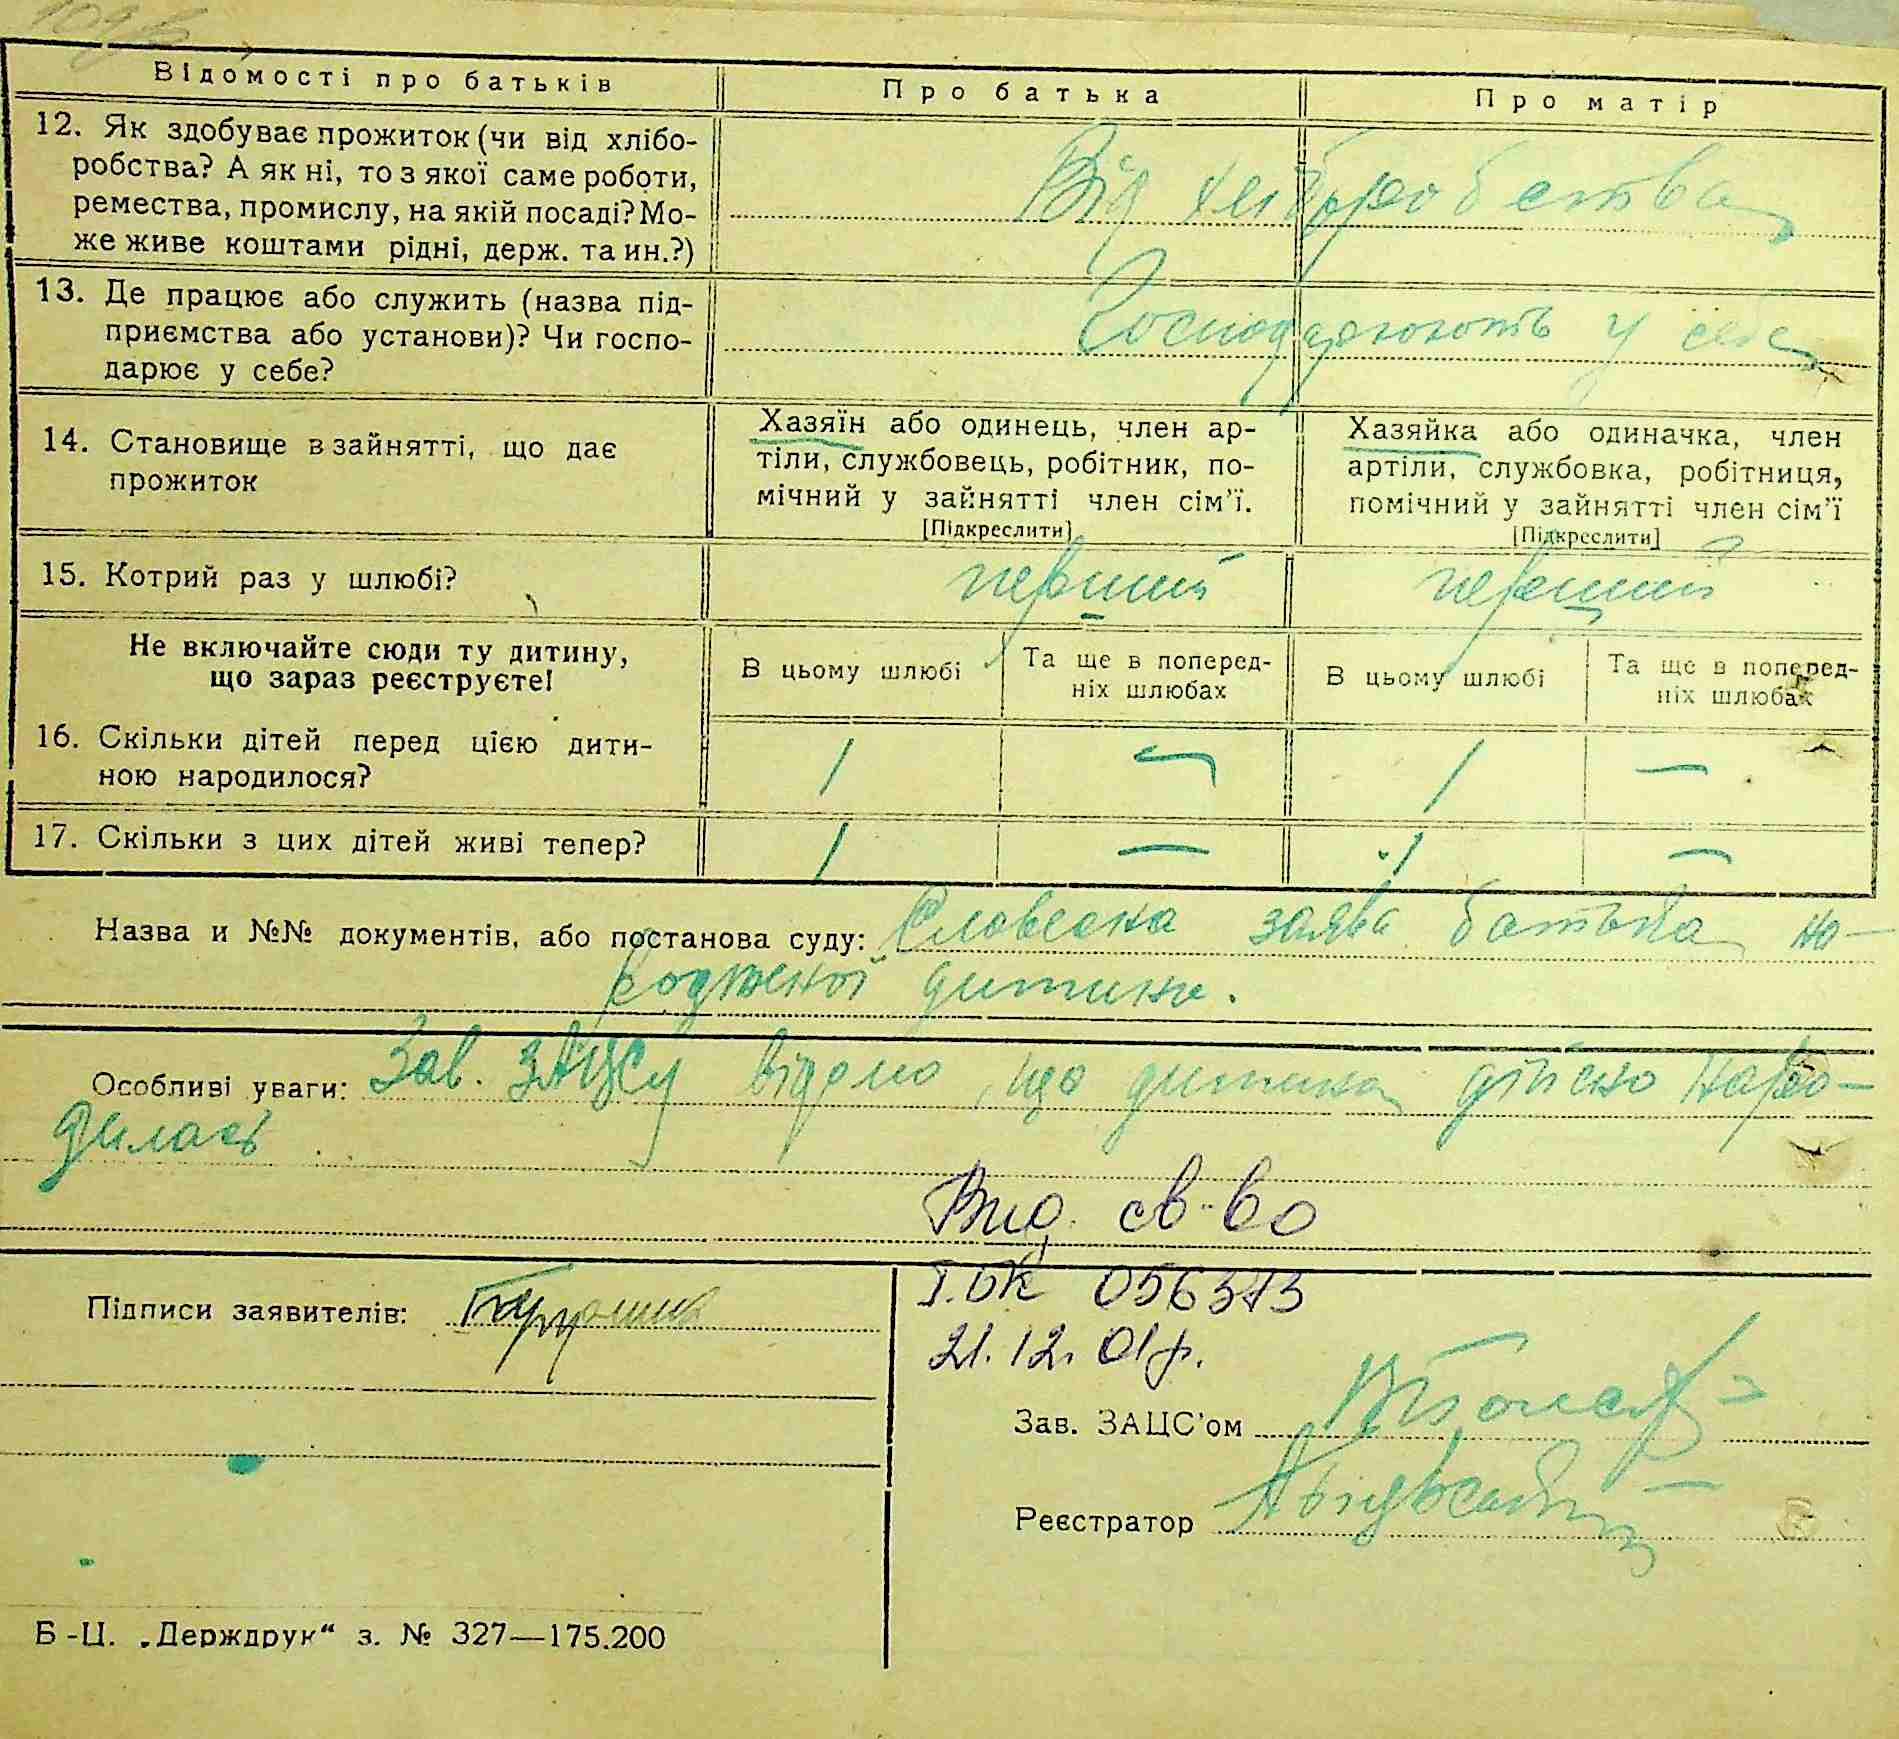 Відомості про батьків Про батька Про матір
12. Як здобуває прожиток (чи від хлібо-
робства? А як ні, то з якої саме роботи,
ремества, промислу, на якій посаді? Мо-
же живе коштами рідні, держ. та ин.?)
Від хліборобства
13. Де працює або служить (назва під-
приємства або установи)? Чи госпо-
дарює у себе?
Господарюють у себе
14. Становище в зайнятті, що дає
прожиток
Хазяїн або одинець, член ар-
тіли, службовець, робітник, по-
мічний у зайнятті член сім'ї.
[Підкреслити]
Хазяйка або одиначка, член
артіли, службовка, робітниця,
помічний у зайнятті член сім'ї
[Підкреслити]
15. Котрий раз у шлюбі? перший перший
Не включайте сюди ту дитину,
що зараз реєструєте!
В цьому шлюбі
Та ще в поперед-
ніх шлюбах
В цьому шлюбі
Та ще в поперед-
ніх шлюбах
16. Скільки дітей перед цією дити-
ною народилося?
1 — 1 —
17. Скільки з цих дітей живі тепер? 1 — 1 —
Назва и №№ документів, або постанова суду: Словесна заява батька на-
родженої дитини.
Особливі уваги: Зав. ЗАЦСу відомо, що дитина дійсно наро-
дилась
Вид. св-во
І.БК 056373
21.12.01р.
Підписи заявителів:
Зав. ЗАЦС'ом
Реєстратор
Б-Ц. „Держдрук“ з. № 327—175.200